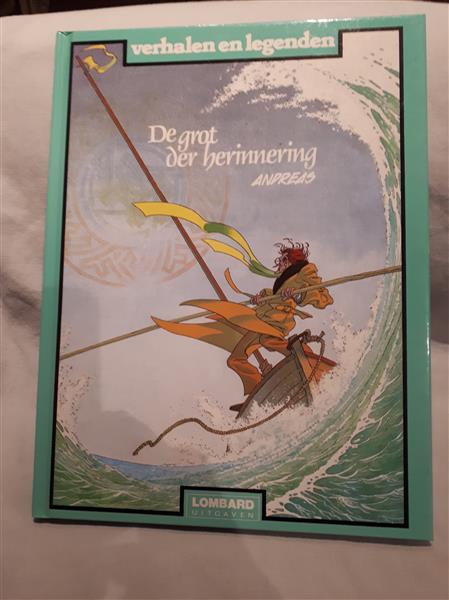 verhalen en legenden
De grot
der herinnering
ANDREAS
LOMBARD
UITGAVEN